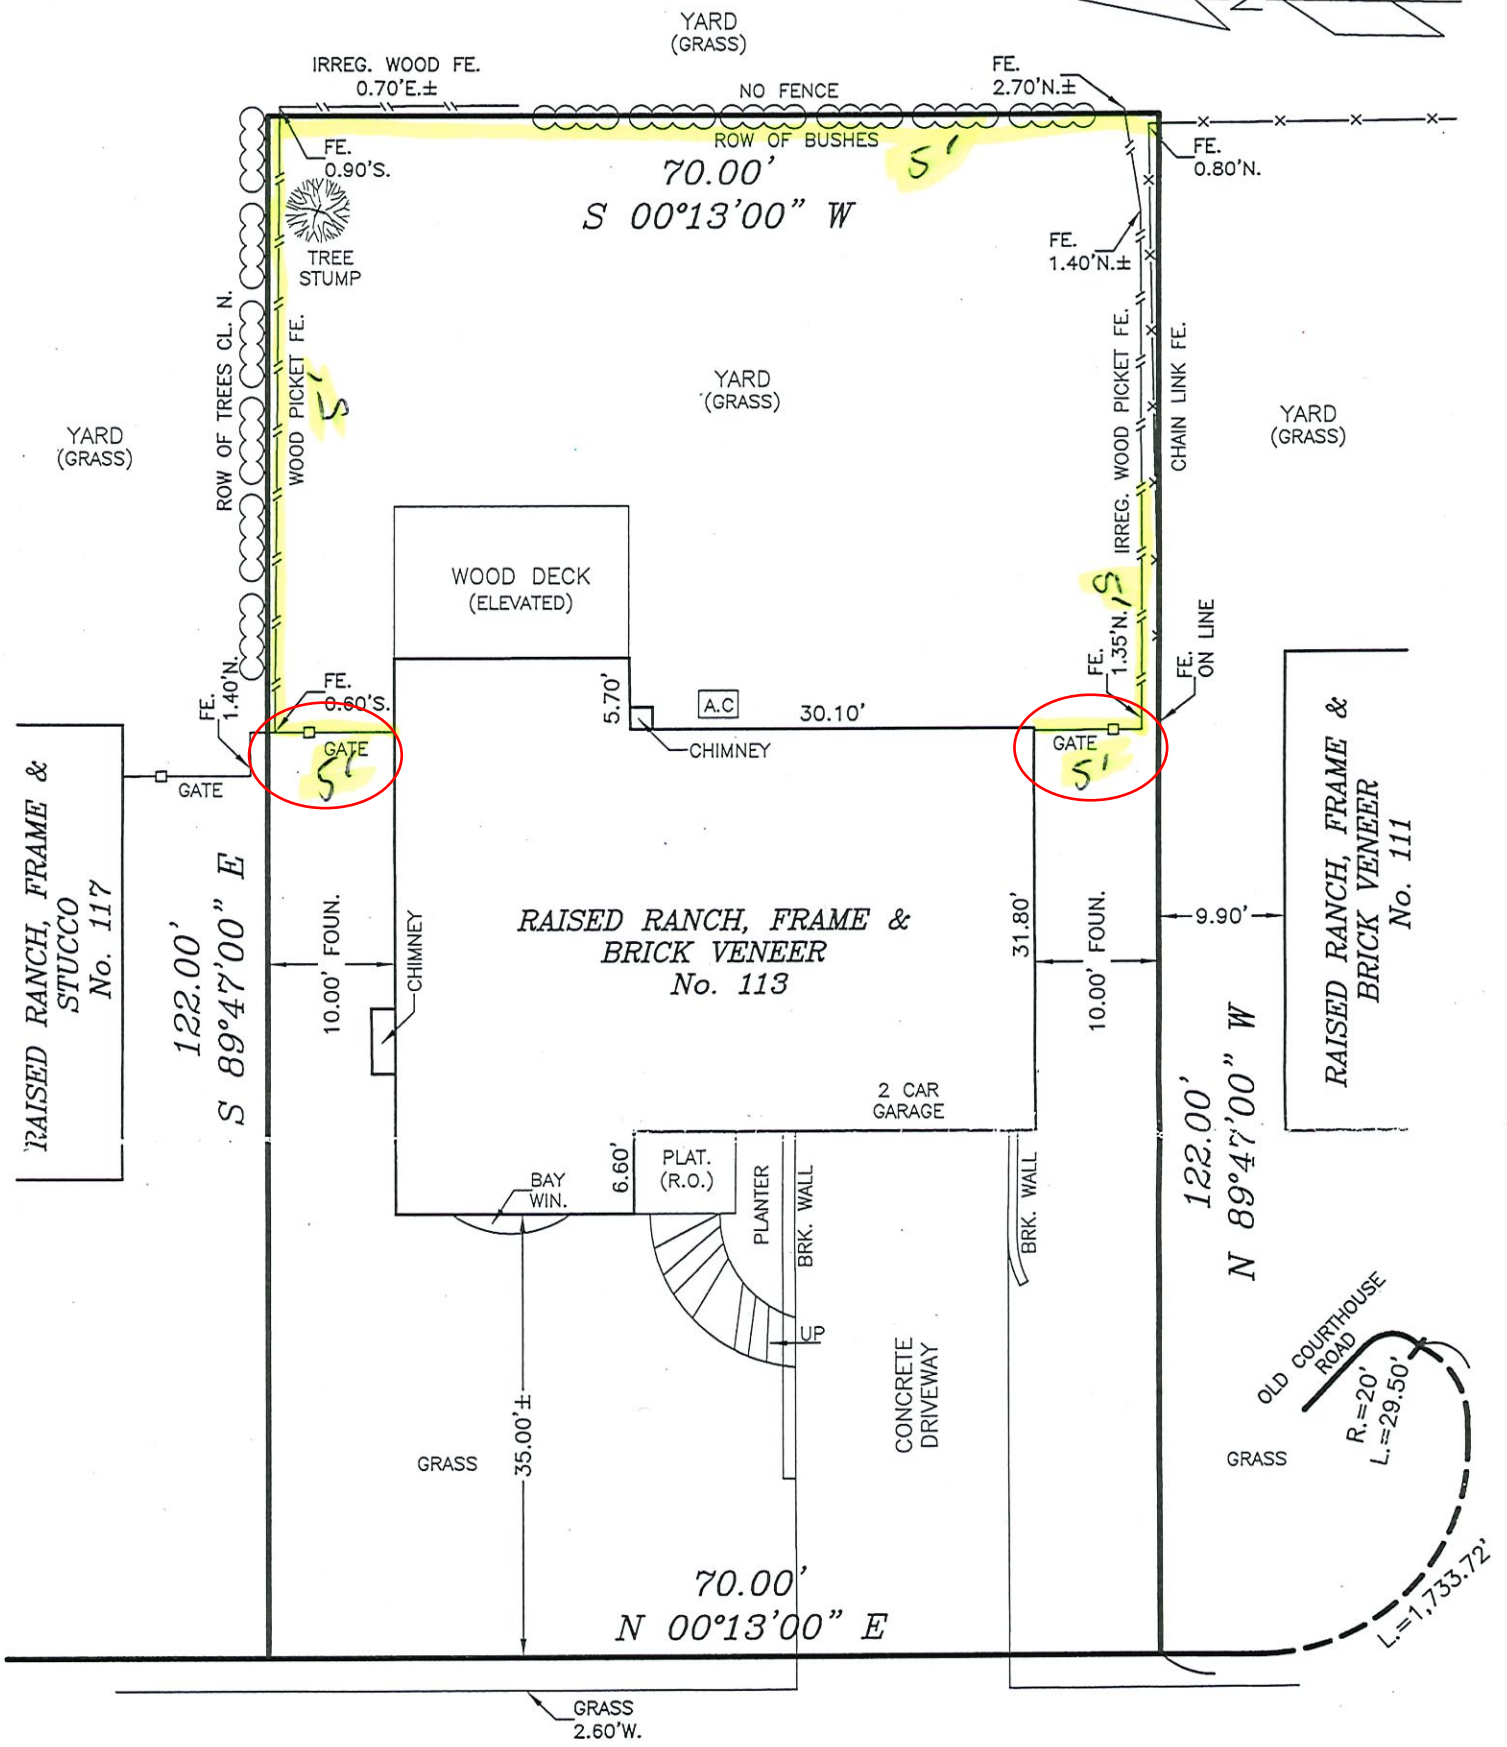 YARD
(GRASS)
IRREG. WOOD FE.
0.70'E.±
NO FENCE
FE.
2.70'N.±
ROW OF BUSHES
5'
FE.
0.90'S.
FE.
0.80'N.
70.00'
S 00°13'00" W
TREE
STUMP
FE.
1.40'N.±
ROW OF TREES CL. N.
WOOD PICKET FE.
5'
IRREG. WOOD PICKET FE.
CHAIN LINK FE.
YARD
(GRASS)
YARD
(GRASS)
YARD
(GRASS)
WOOD DECK
(ELEVATED)
5'
FE.
1.40'N.
FE.
0.60'S.
5.70'
A.C
30.10'
FE.
1.35'N.
FE.
ON LINE
GATE
GATE
5'
CHIMNEY
GATE
5'
RAISED RANCH, FRAME &
STUCCO
No. 117
122.00'
S 89°47'00" E
10.00' FOUN.
CHIMNEY
RAISED RANCH, FRAME &
BRICK VENEER
No. 113
31.80'
10.00' FOUN.
9.90'
RAISED RANCH, FRAME &
BRICK VENEER
No. 111
122.00'
N 89°47'00" W
2 CAR
GARAGE
6.60'
PLAT.
(R.O.)
BAY
WIN.
PLANTER
BRK. WALL
BRK. WALL
UP
CONCRETE
DRIVEWAY
35.00'±
GRASS
OLD COURTHOUSE
ROAD
R.=20'
L.=29.50'
GRASS
L.=1,733.72'
70.00'
N 00°13'00" E
GRASS
2.60'W.